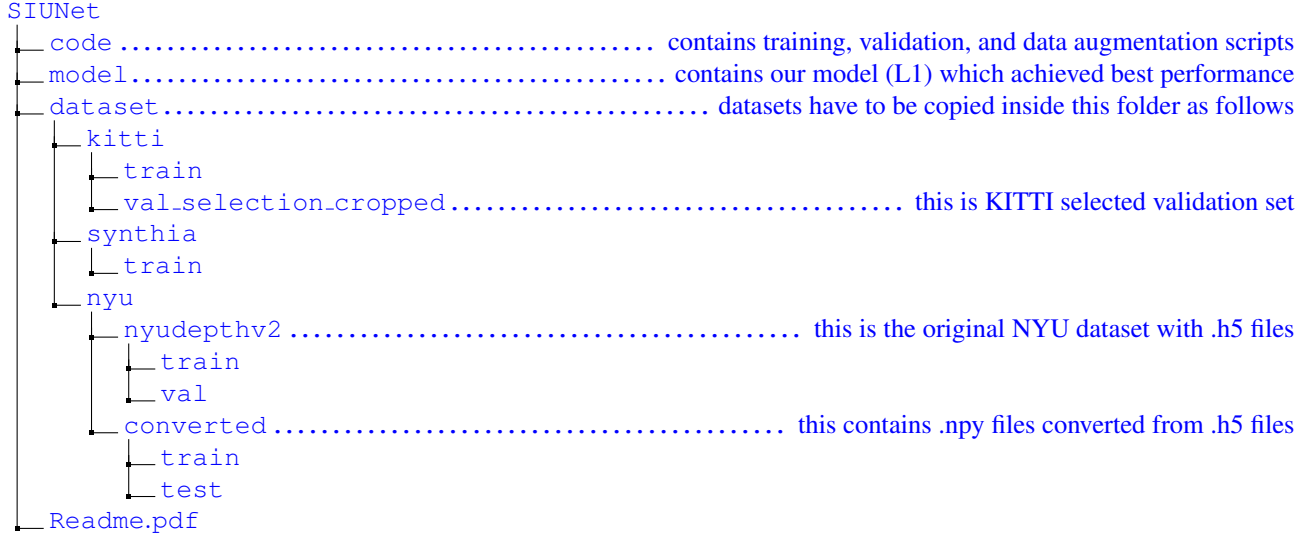 SIUNet
code ..................................................... contains training, validation, and data augmentation scripts
model..................................................... contains our model (L1) which achieved best performance
dataset..................................................... datasets have to be copied inside this folder as follows
kitti
train
val_selection_cropped...................................... this is KITTI selected validation set
synthia
train
nyu
nyudepthv2 ........................................... this is the original NYU dataset with .h5 files
train
val
converted ........................................... this contains .npy files converted from .h5 files
train
test
Readme.pdf